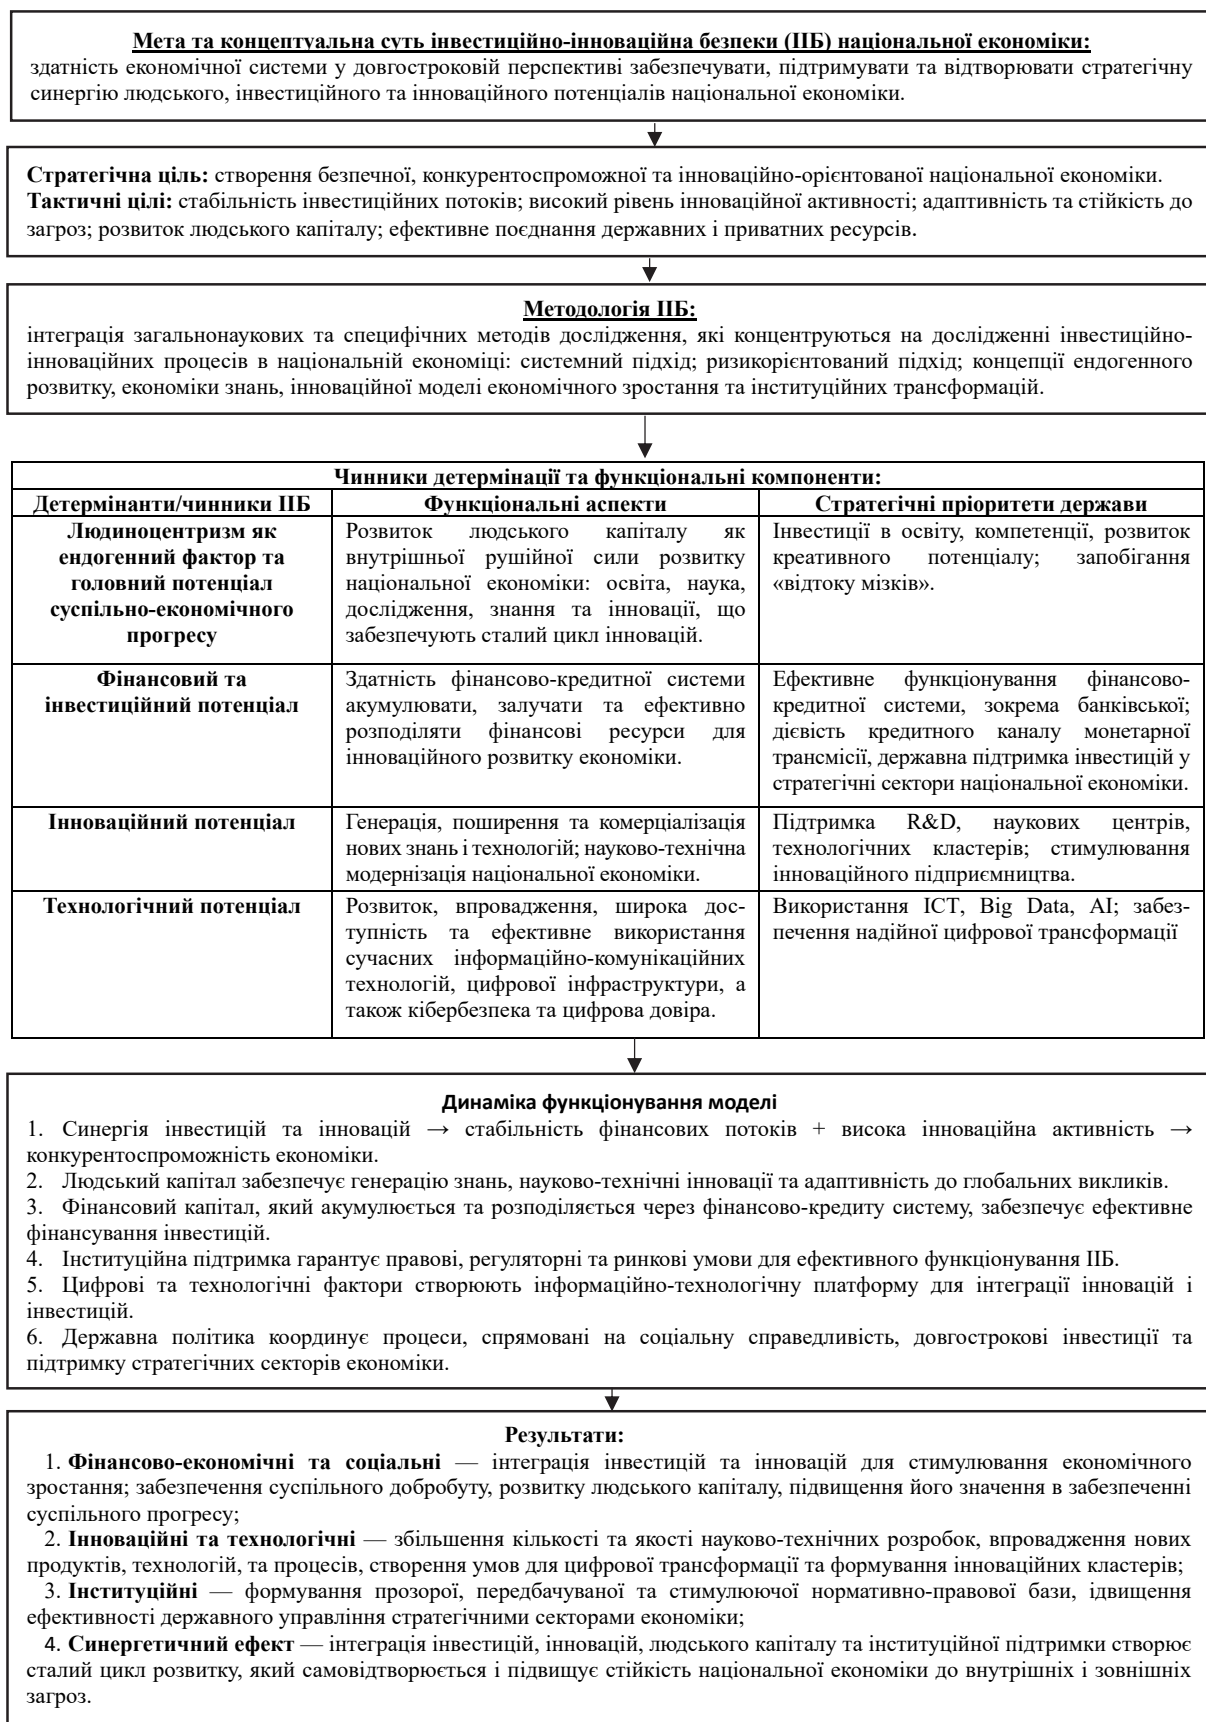 Мета та концептуальна суть інвестиційно-інноваційна безпеки (ІІБ) національної економіки:
здатність економічної системи у довгостроковій перспективі забезпечувати, підтримувати та відтворювати стратегічну
синергію людського, інвестиційного та інноваційного потенціалів національної економіки.
Стратегічна ціль: створення безпечної, конкурентоспроможної та інноваційно-орієнтованої національної економіки.
Тактичні цілі: стабільність інвестиційних потоків; високий рівень інноваційної активності; адаптивність та стійкість до
загроз; розвиток людського капіталу; ефективне поєднання державних і приватних ресурсів.
Методологія ІІБ:
інтеграція загальнонаукових та специфічних методів дослідження, які концентруються на дослідженні інвестиційно-
інноваційних процесів в національній економіці: системний підхід; ризикорієнтований підхід; концепції ендогенного
розвитку, економіки знань, інноваційної моделі економічного зростання та інституційних трансформацій.
Чинники детермінації та функціональні компоненти:
Детермінанти/чинники ІІБ
Функціональні аспекти
Стратегічні пріоритети держави
Людиноцентризм як
ендогенний фактор та
головний потенціал
суспільно-економічного
прогресу
Розвиток людського капіталу як
внутрішньої рушійної сили розвитку
національної економіки: освіта, наука,
дослідження, знання та інновації, що
забезпечують сталий цикл інновацій.
Інвестиції в освіту, компетенції, розвиток
креативного потенціалу; запобігання
«відтоку мізків».
Фінансовий та
інвестиційний потенціал
Здатність фінансово-кредитної системи
акумулювати, залучати та ефективно
розподіляти фінансові ресурси для
інноваційного розвитку економіки.
Ефективне функціонування фінансово-
кредитної системи, зокрема банківської;
дієвість кредитного каналу монетарної
трансмісії, державна підтримка інвестицій у
стратегічні сектори національної економіки.
Інноваційний потенціал
Генерація, поширення та комерціалізація
нових знань і технологій; науково-технічна
модернізація національної економіки.
Підтримка R&D, наукових центрів,
технологічних кластерів; стимулювання
інноваційного підприємництва.
Технологічний потенціал
Розвиток, впровадження, широка дос-
тупність та ефективне використання
сучасних інформаційно-комунікаційних
технологій, цифрової інфраструктури, а
також кібербезпека та цифрова довіра.
Використання ІСТ, Big Data, AI; забез-
печення надійної цифрової трансформації
Динаміка функціонування моделі
1. Синергія інвестицій та інновацій → стабільність фінансових потоків + висока інноваційна активність →
конкурентоспроможність економіки.
2. Людський капітал забезпечує генерацію знань, науково-технічні інновації та адаптивність до глобальних викликів.
3. Фінансовий капітал, який акумулюється та розподіляється через фінансово-кредиту систему, забезпечує ефективне
фінансування інвестицій.
4. Інституційна підтримка гарантує правові, регуляторні та ринкові умови для ефективного функціонування ІІБ.
5. Цифрові та технологічні фактори створюють інформаційно-технологічну платформу для інтеграції інновацій і
інвестицій.
6. Державна політика координує процеси, спрямовані на соціальну справедливість, довгострокові інвестиції та
підтримку стратегічних секторів економіки.
Результати:
1. Фінансово-економічні та соціальні — інтеграція інвестицій та інновацій для стимулювання економічного
зростання; забезпечення суспільного добробуту, розвитку людського капіталу, підвищення його значення в забезпеченні
суспільного прогресу;
2. Інноваційні та технологічні — збільшення кількості та якості науково-технічних розробок, впровадження нових
продуктів, технологій, та процесів, створення умов для цифрової трансформації та формування інноваційних кластерів;
3. Інституційні — формування прозорої, передбачуваної та стимулюючої нормативно-правової бази, ідвищення
ефективності державного управління стратегічними секторами економіки;
4. Синергетичний ефект — інтеграція інвестицій, інновацій, людського капіталу та інституційної підтримки створює
сталий цикл розвитку, який самовідтворюється і підвищує стійкість національної економіки до внутрішніх і зовнішніх
загроз.